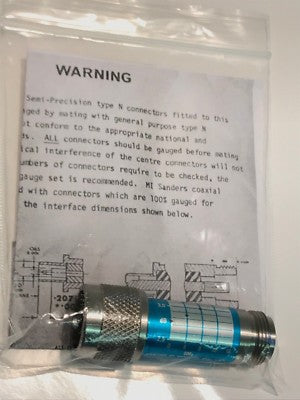 WARNING
Semi-Precision type N connectors fitted to this
ged by mating with general purpose type N
t conform to the appropriate national and
s. ALL connectors should be gauged before mating
ical interference of the centre connectors will not
umbers of connectors require to be checked, the
gauge set is recommended. MI Sanders coaxial
d with connectors which are 100% gauged for
the interface dimensions shown below.
.207